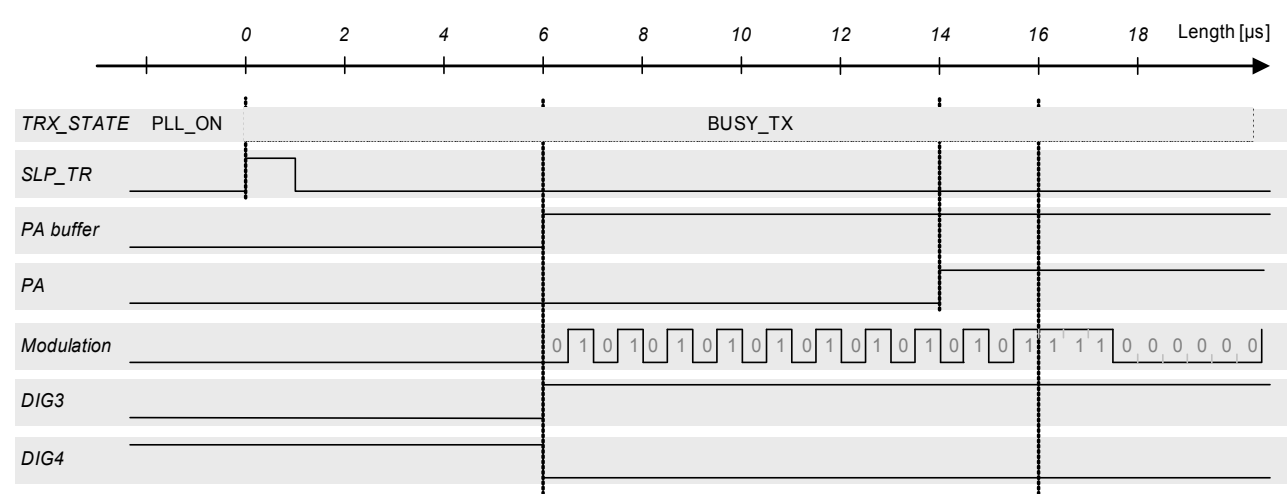 0 2 4 6 8 10 12 14 16 18 Length [µs]
TRX_STATE PLL_ON BUSY_TX
SLP_TR
PA buffer
PA
Modulation 0 1 0 1 0 1 0 1 0 1 0 1 0 1 0 1 0 1 0 1 1 1 1 0 0 0 0 0 0
DIG3
DIG4